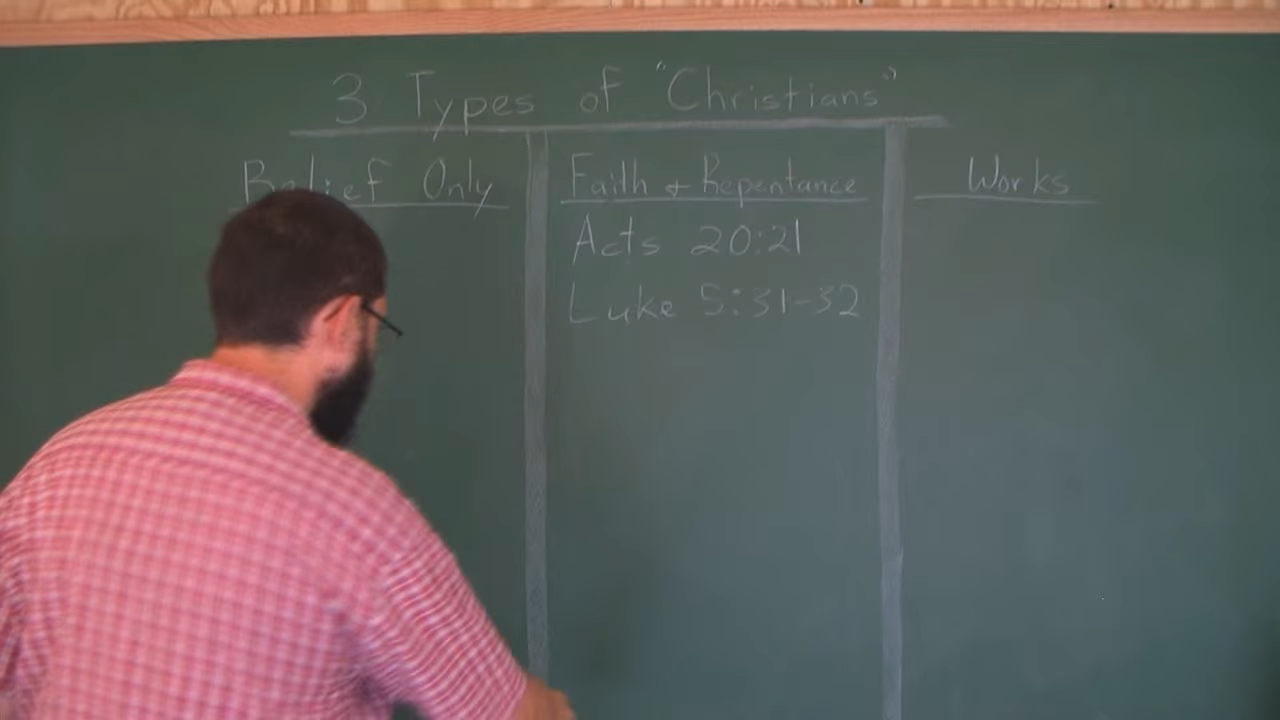 3 Types of "Christians"
Belief Only
Faith & Repentance
Works
Acts 20:21
Luke 5:31-32